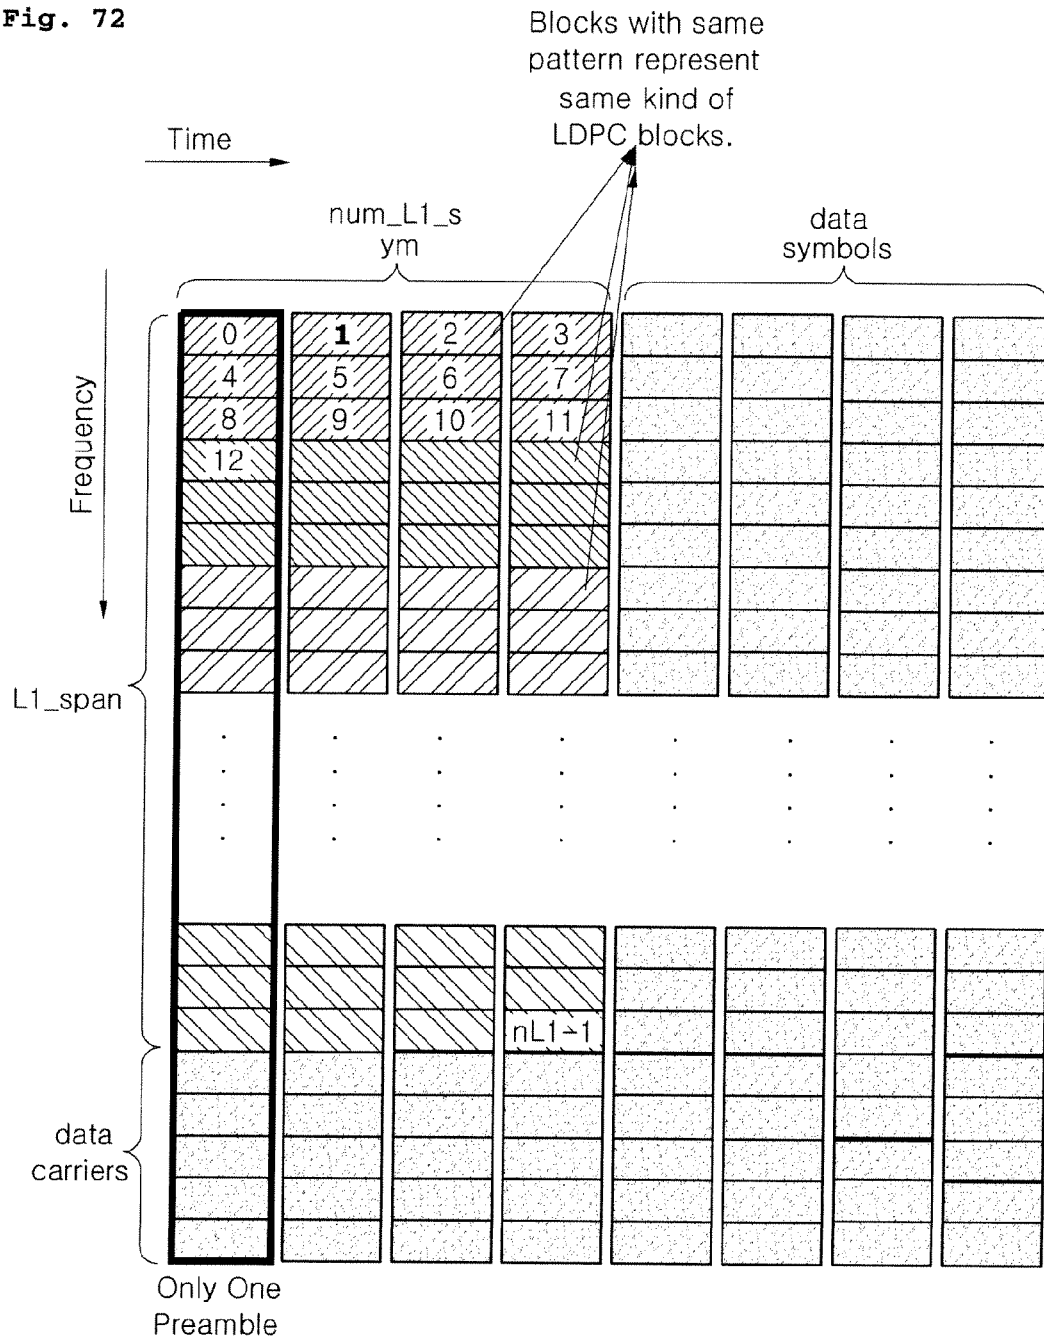 Fig. 72
Blocks with same
pattern represent
same kind of
LDPC blocks.
Time
num_L1_s
ym
data
symbols
Frequency
0 1 2 3
4 5 6 7
8 9 10 11
12
L1_span
nL1-1
data
carriers
Only One
Preamble